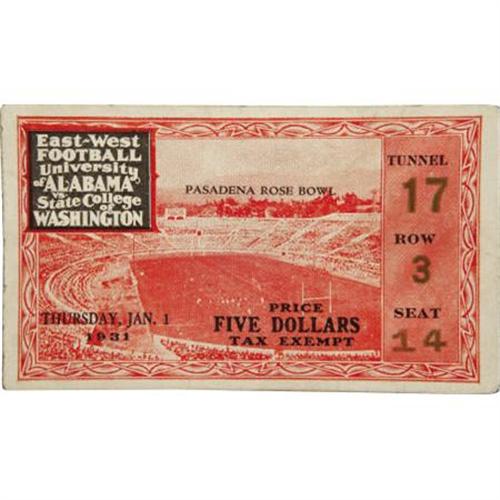 East-West
FOOTBALL
University
of ALABAMA
vs.
State College
of
WASHINGTON
PASADENA ROSE BOWL
THURSDAY, JAN. 1
1931
PRICE
FIVE DOLLARS
TAX EXEMPT
TUNNEL
17
ROW
3
SEAT
14